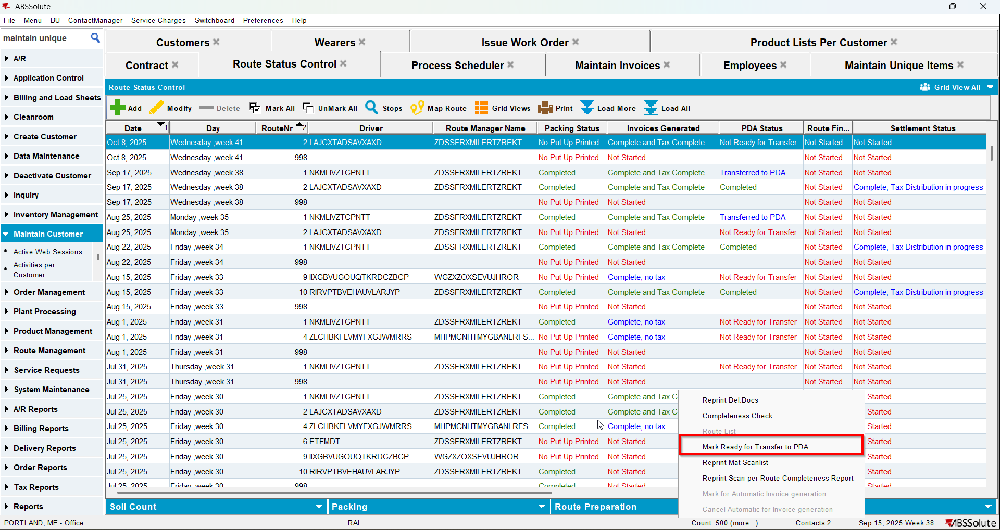 ABSSolute
File Menu BU ContactManager Service Charges Switchboard Preferences Help
maintain unique
Customers Wearers Issue Work Order Product Lists Per Customer
Contract Route Status Control Process Scheduler Maintain Invoices Employees Maintain Unique Items
Route Status Control Grid View All
Add Modify Delete Mark All UnMark All Stops Map Route Grid Views Print Load More Load All
A/R
Application Control
Billing and Load Sheets
Cleanroom
Create Customer
Data Maintenance
Deactivate Customer
Inquiry
Inventory Management
Maintain Customer
Active Web Sessions
Activities per
Customer
Order Management
Plant Processing
Product Management
Route Management
Service Requests
System Maintenance
A/R Reports
Billing Reports
Delivery Reports
Order Reports
Tax Reports
Reports
Date 1 Day RouteNr 2 Driver Route Manager Name Packing Status Invoices Generated PDA Status Route Fin... Settlement Status
Oct 8, 2025 Wednesday ,week 41 2 LAJCXTADSAVXAXD ZDSSFRXMILERTZREKT No Put Up Printed Complete and Tax Complete Not Ready for Transfer Not Started Not Started
Oct 8, 2025 Wednesday ,week 41 998 No Put Up Printed Not Started Not Started Not Started
Sep 17, 2025 Wednesday ,week 38 1 NKMLIVZTCPNTT ZDSSFRXMILERTZREKT Completed Complete and Tax Complete Transferred to PDA Not Started Not Started
Sep 17, 2025 Wednesday ,week 38 2 LAJCXTADSAVXAXD ZDSSFRXMILERTZREKT Completed Complete and Tax Complete Completed Not Started Complete, Tax Distribution in progress
Sep 17, 2025 Wednesday ,week 38 998 No Put Up Printed Not Started Not Started Not Started
Aug 25, 2025 Monday ,week 35 1 NKMLIVZTCPNTT ZDSSFRXMILERTZREKT Completed Complete and Tax Complete Transferred to PDA Not Started Not Started
Aug 25, 2025 Monday ,week 35 2 LAJCXTADSAVXAXD ZDSSFRXMILERTZREKT No Put Up Printed Not Started Not Ready for Transfer Not Started Not Started
Aug 22, 2025 Friday ,week 34 1 NKMLIVZTCPNTT ZDSSFRXMILERTZREKT Completed Complete and Tax Complete Completed Not Started Complete, Tax Distribution in progress
Aug 22, 2025 Friday ,week 34 998 No Put Up Printed Not Started Not Started Not Started
Aug 15, 2025 Friday ,week 33 9 IIXGBVUGOUQTKRDCZBCP WGZXZOXSEVUJHROR No Put Up Printed Complete, no tax Not Ready for Transfer Not Started Not Started
Aug 15, 2025 Friday ,week 33 10 RIRVPTBVEHAUVLARJYP ZDSSFRXMILERTZREKT Completed Complete and Tax Complete Completed Not Started Complete, Tax Distribution in progress
Aug 15, 2025 Friday ,week 33 998 No Put Up Printed Not Started Not Started Not Started
Aug 1, 2025 Friday ,week 31 1 NKMLIVZTCPNTT ZDSSFRXMILERTZREKT Completed Complete, no tax Not Ready for Transfer Not Started Not Started
Aug 1, 2025 Friday ,week 31 4 ZLCHBKFLVMYFXGJWMRRS MHPMCNHTMYGBANLRFS... No Put Up Printed Complete, no tax Not Ready for Transfer Not Started Not Started
Aug 1, 2025 Friday ,week 31 998 No Put Up Printed Not Started Not Started Not Started
Jul 31, 2025 Thursday ,week 31 1 NKMLIVZTCPNTT ZDSSFRXMILERTZREKT No Put Up Printed Not Started Not Ready for Transfer Not Started Not Started
Jul 31, 2025 Thursday ,week 31 998 No Put Up Printed Not Started Not Started Not Started
Jul 25, 2025 Friday ,week 30 1 NKMLIVZTCPNTT ZDSSFRXMILERTZREKT Completed Complete and Tax C Started
Jul 25, 2025 Friday ,week 30 2 LAJCXTADSAVXAXD ZDSSFRXMILERTZREKT Completed Complete and Tax C Started
Jul 25, 2025 Friday ,week 30 4 ZLCHBKFLVMYFXGJWMRRS MHPMCNHTMYGBANLRFS... Completed Complete, no tax Started
Jul 25, 2025 Friday ,week 30 6 ETFMDT ZDSSFRXMILERTZREKT No Put Up Printed Not Started Started
Jul 25, 2025 Friday ,week 30 9 IIXGBVUGOUQTKRDCZBCP WGZXZOXSEVUJHROR No Put Up Printed Not Started Started
Jul 25, 2025 Friday ,week 30 10 RIRVPTBVEHAUVLARJYP ZDSSFRXMILERTZREKT Completed Not Started Started
Jul 25, 2025 Friday ,week 30 998 Completed Not Started Started
Reprint Del.Docs
Completeness Check
Route List
Mark Ready for Transfer to PDA
Reprint Mat Scanlist
Reprint Scan per Route Completeness Report
Mark for Automatic Invoice generation
Cancel Automatic for Invoice generation
Soil Count Packing Route Preparation
PORTLAND, ME - Office RAL Count: 500 (more...) Contacts 2 Sep 15, 2025 Week 38 ABSSolute